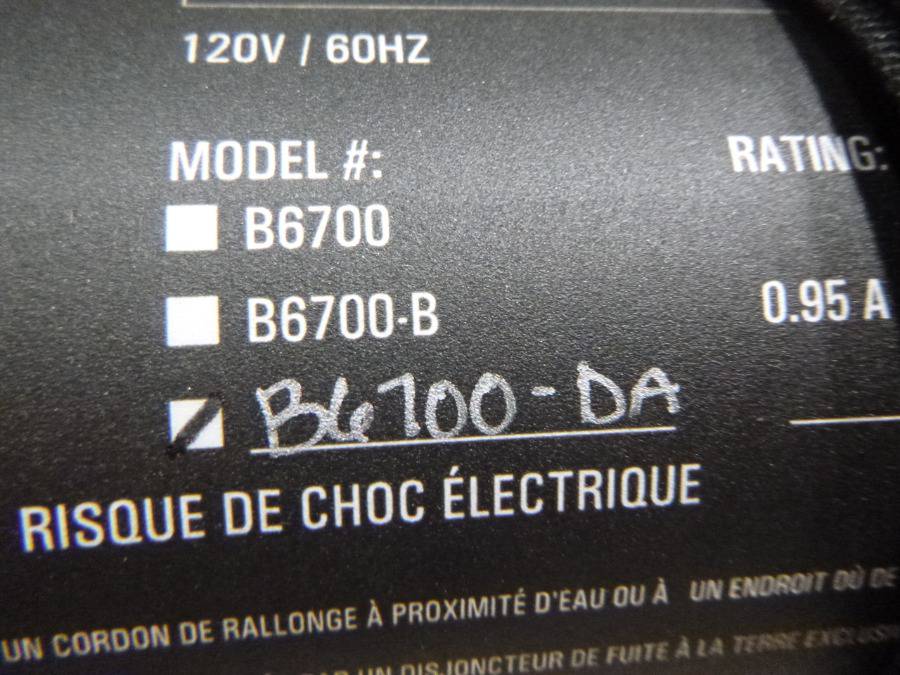 120V / 60HZ
MODEL #: RATING:
B6700
B6700-B 0.95 A
B6700-DA
RISQUE DE CHOC ÉLECTRIQUE
UN CORDON DE RALLONGE À PROXIMITÉ D'EAU OU À UN ENDROIT OÙ DE
UN DISJONCTEUR DE FUITE À LA TERRE